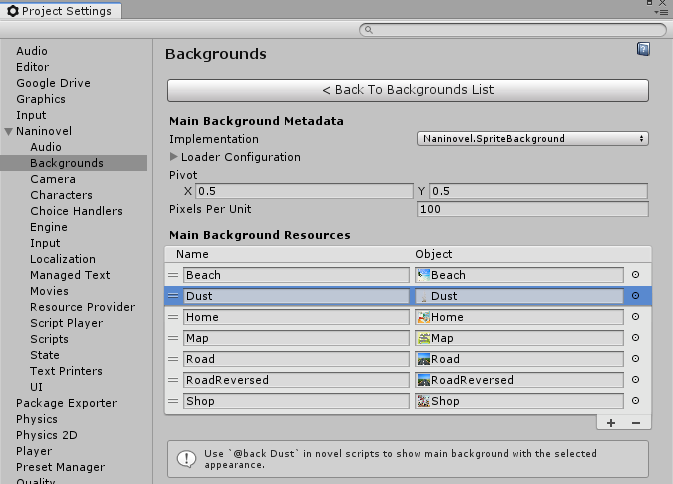 Project Settings
Audio
Editor
Google Drive
Graphics
Input
Naninovel
Audio
Backgrounds
Camera
Characters
Choice Handlers
Engine
Input
Localization
Managed Text
Movies
Resource Provider
Script Player
Scripts
State
Text Printers
UI
Package Exporter
Physics
Physics 2D
Player
Preset Manager
Quality
Backgrounds
< Back To Backgrounds List
Main Background Metadata
Implementation Naninovel.SpriteBackground
Loader Configuration
Pivot
X 0.5 Y 0.5
Pixels Per Unit 100
Main Background Resources
Name Object
Beach Beach
Dust Dust
Home Home
Map Map
Road Road
RoadReversed RoadReversed
Shop Shop
+ −
Use `@back Dust` in novel scripts to show main background with the selected
appearance.